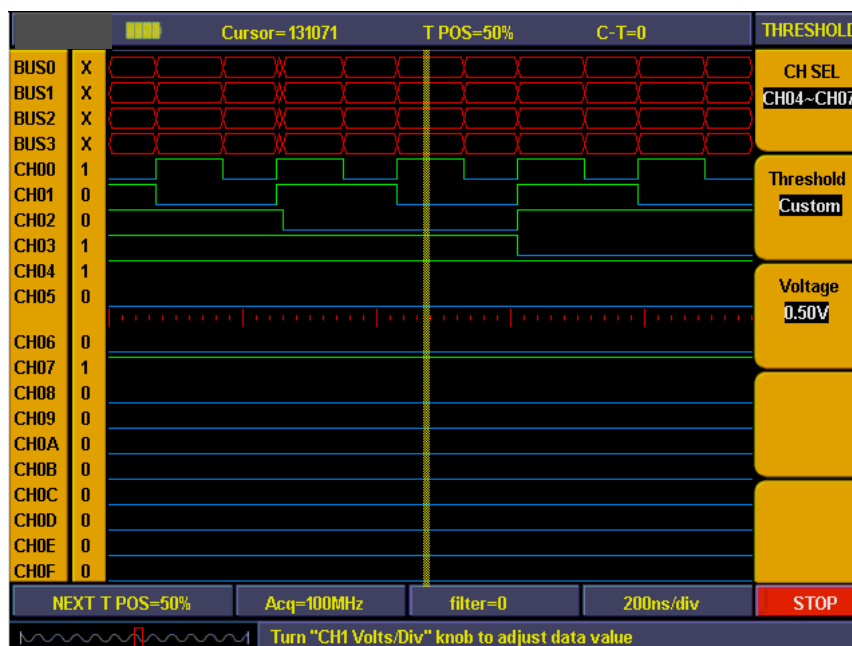 Cursor=131071 T POS=50% C-T=0 THRESHOLD
BUS0 X
BUS1 X
BUS2 X
BUS3 X
CH00 1
CH01 0
CH02 0
CH03 1
CH04 1
CH05 0
CH06 0
CH07 1
CH08 0
CH09 0
CH0A 0
CH0B 0
CH0C 0
CH0D 0
CH0E 0
CH0F 0
CH SEL
CH04~CH07
Threshold
Custom
Voltage
0.50V
NEXT T POS=50% Acq=100MHz filter=0 200ns/div STOP
Turn "CH1 Volts/Div" knob to adjust data value